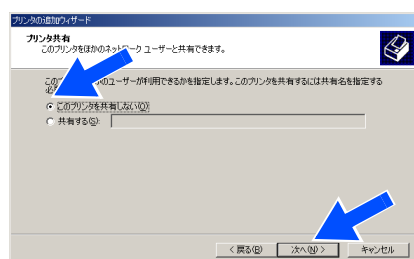 プリンタの追加ウィザード
プリンタ共有
このプリンタをほかのネットワーク ユーザーと共有できます。
この のユーザーが利用できるかを指定します。このプリンタを共有するには共有名を指定する
必
このプリンタを共有しない(O)
共有する(S):
< 戻る(B)
次へ(N) >
キャンセル